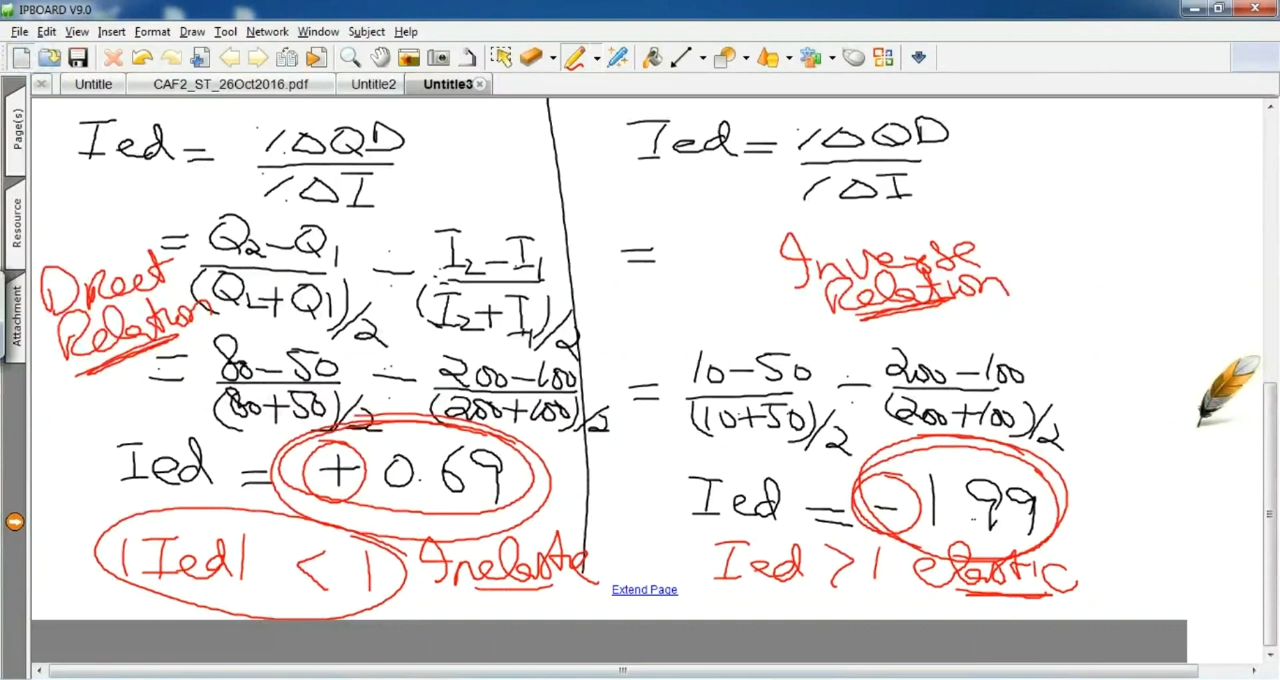 IPBOARD V9.0
File Edit View Insert Format Draw Tool Network Window Subject Help
Untitle CAF2_ST_26Oct2016.pdf Untitle2 Untitle3
Page(s)
Resource
Attachment
Ied = %ΔQD / %ΔI
= Q2-Q1 / (Q2+Q1)/2 ÷ I2-I1 / (I2+I1)/2
Direct
Relation
= 80-50 / (80+50)/2 ÷ 200-100 / (200+100)/2
Ied = +0.69
|Ied| < 1 Inelastic
Ied = %ΔQD / %ΔI
=
Inverse
Relation
= 10-50 / (10+50)/2 ÷ 200-100 / (200+100)/2
Ied = -1.99
Ied > 1 elastic
Extend Page